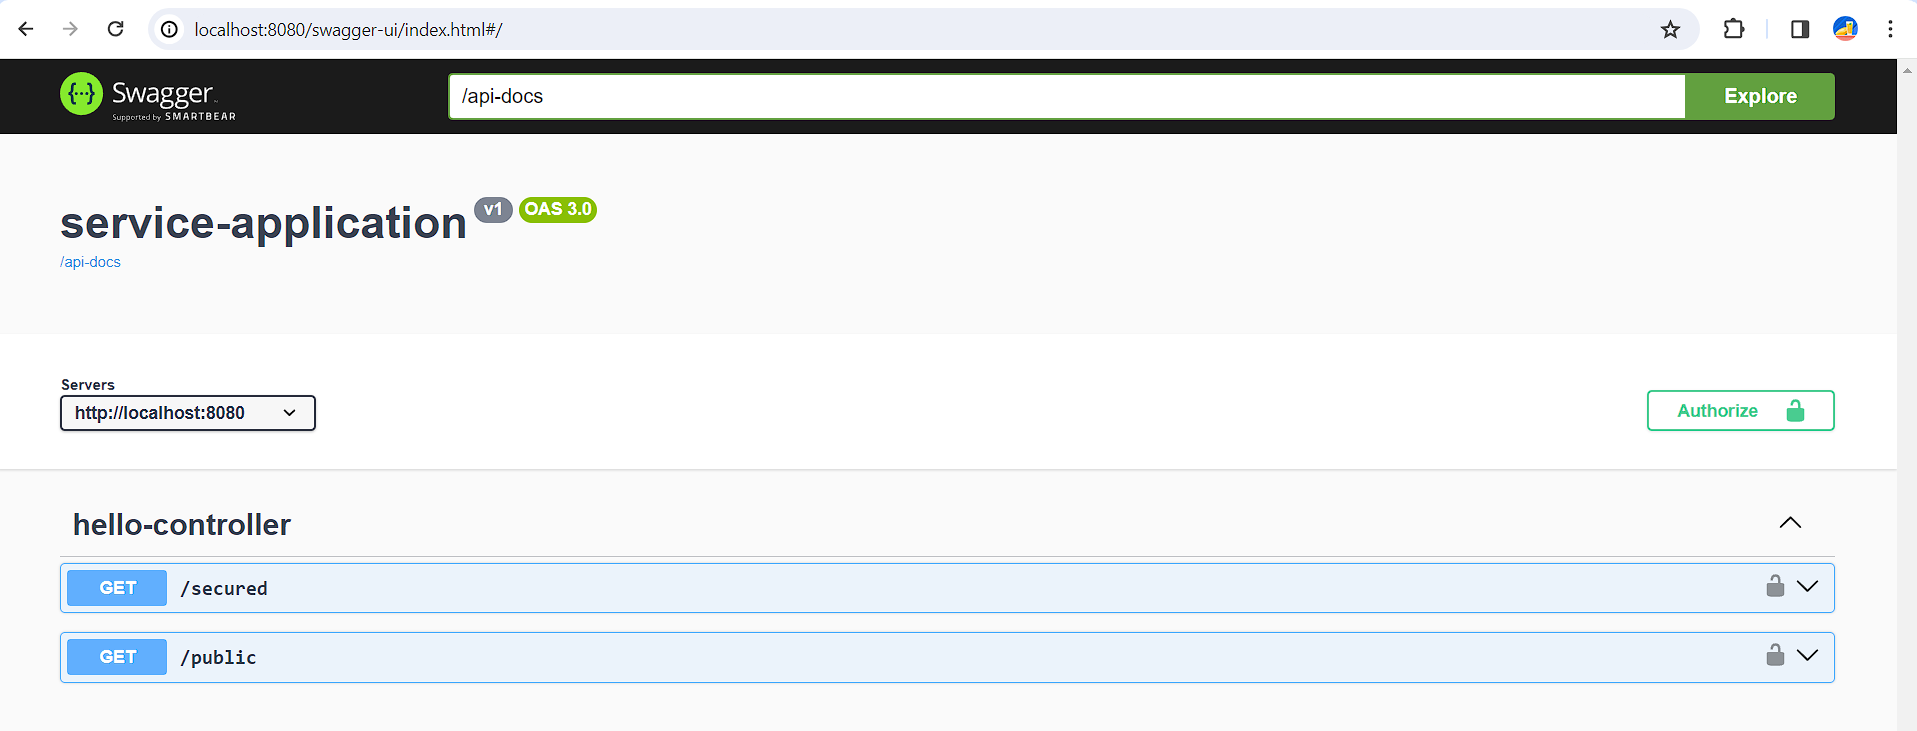 localhost:8080/swagger-ui/index.html#/
{···} Swagger
Supported by SMARTBEAR
/api-docs
Explore
service-application v1 OAS 3.0
/api-docs
Servers
http://localhost:8080
Authorize
hello-controller
GET /secured
GET /public